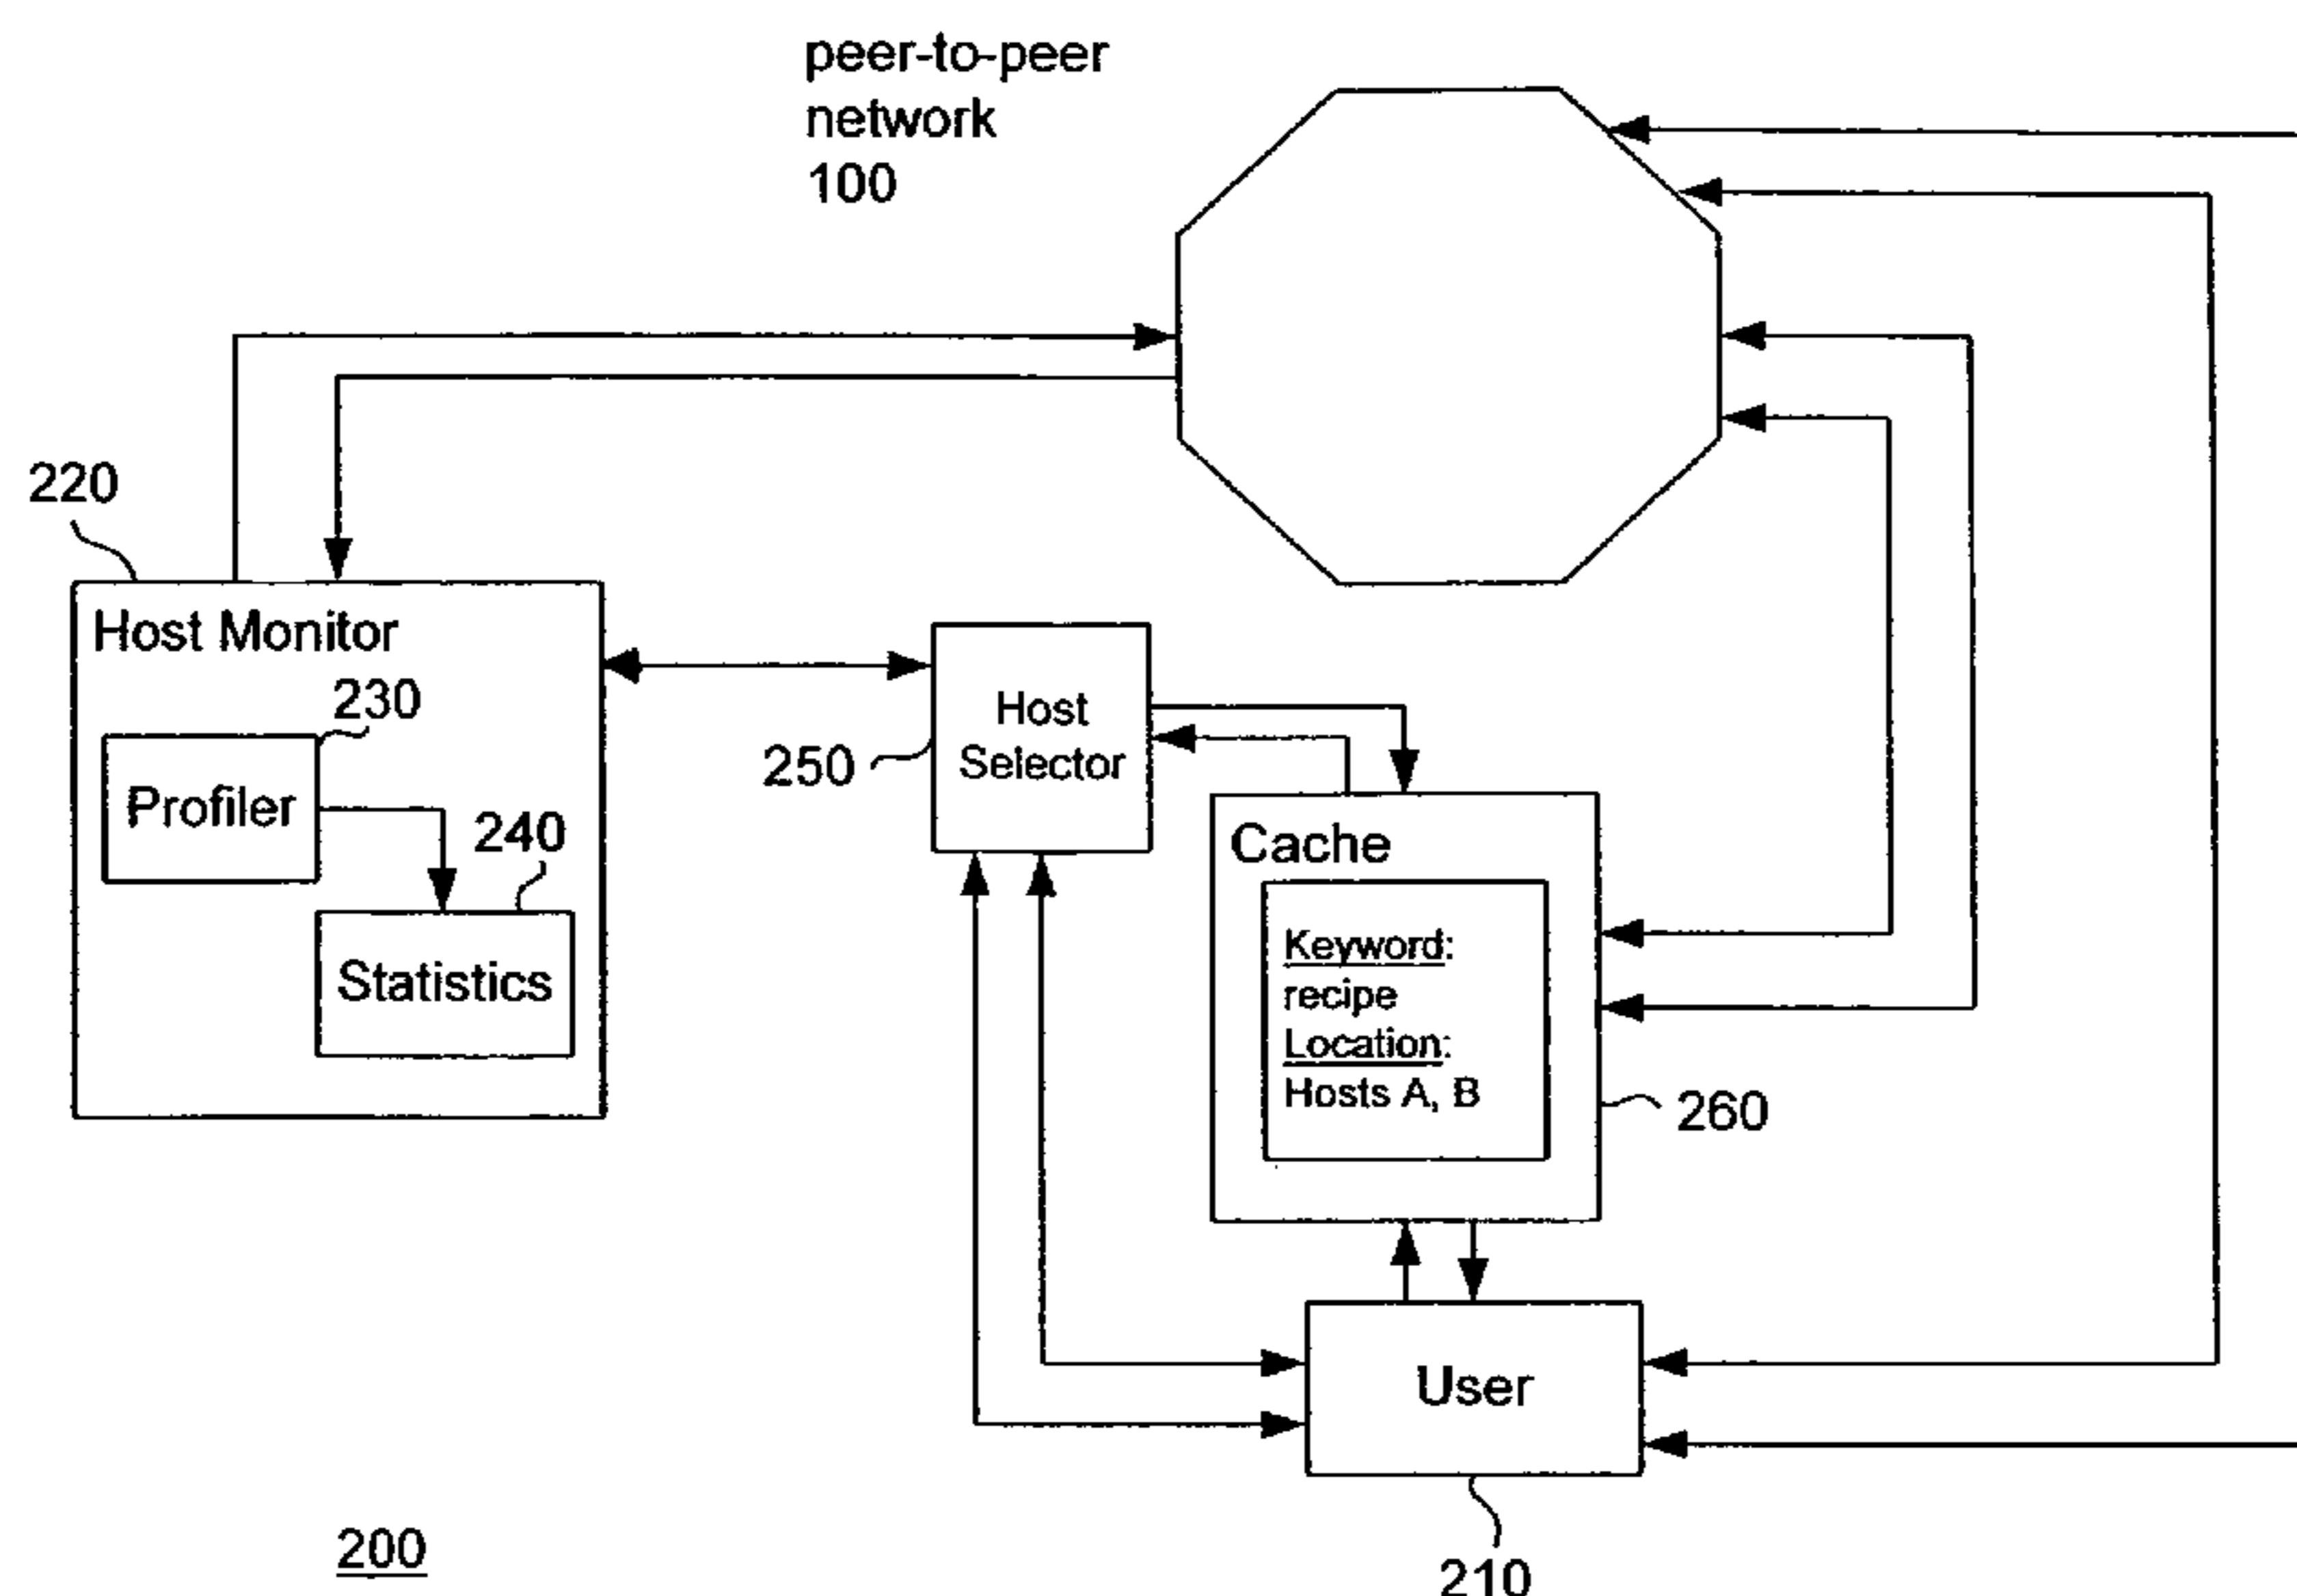 peer-to-peer
network
100
220
Host Monitor
230
Profiler
240
Statistics
250
Host
Selector
Cache
Keyword:
recipe
Location:
Hosts A, B
260
User
210
200